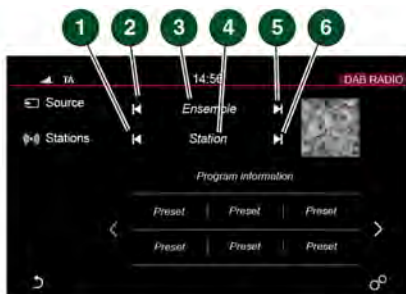 1 2 3 4 5 6
TA 14:56 DAB RADIO
Source Ensemble
Stations Station
Program information
Preset Preset Preset
Preset Preset Preset